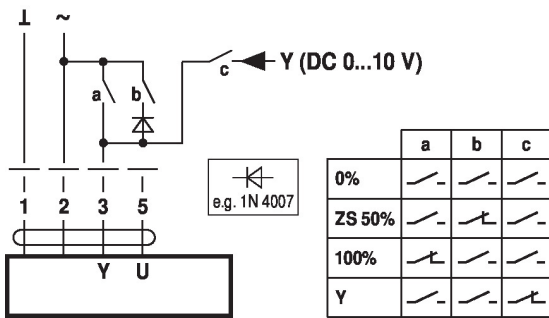 ⊥ ~
a b c Y (DC 0...10 V)
1 2 3 5
Y U
e.g. 1N 4007
a b c
0%
ZS 50%
100%
Y